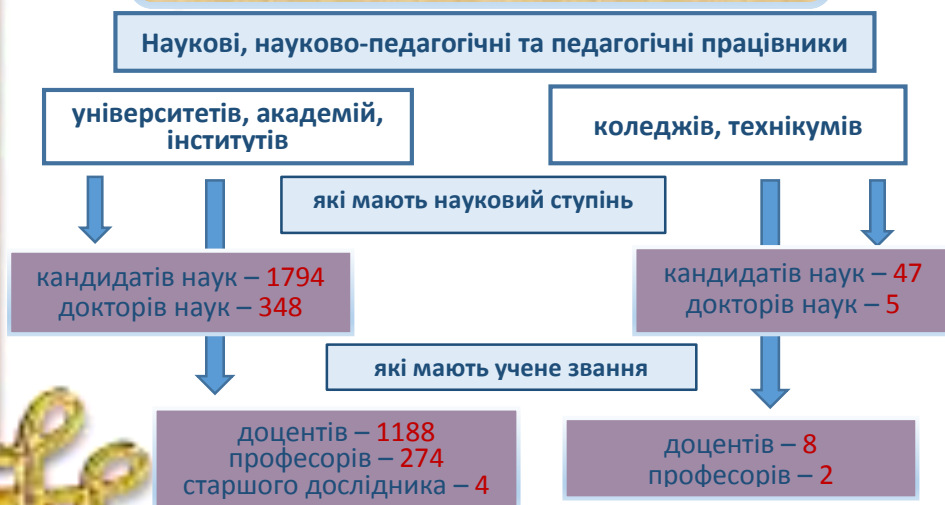 Наукові, науково-педагогічні та педагогічні працівники
університетів, академій,
інститутів
коледжів, технікумів
які мають науковий ступінь
кандидатів наук – 1794
докторів наук – 348
кандидатів наук – 47
докторів наук – 5
які мають учене звання
доцентів – 1188
професорів – 274
старшого дослідника – 4
доцентів – 8
професорів – 2